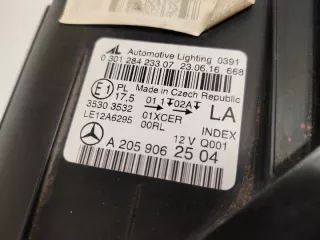 AL Automotive Lighting 0391
0 301 284 233.07 23.06.16 668
E1 PL Made in Czech Republic
17.5 01 1 02A LA
3530 3532
LE12A6295 01XCER INDEX
00RL 12 V Q001
A 205 906 25 04